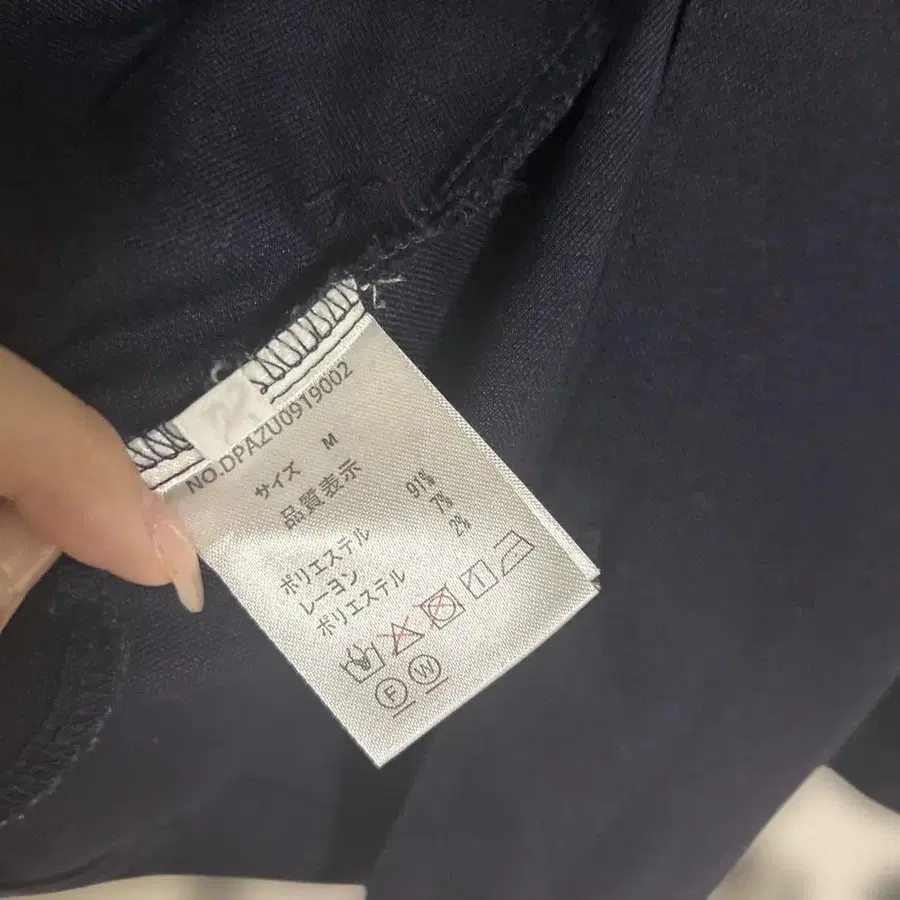 NO.DPAZU0919002
サイズ M
品質表示
ポリエステル 91%
レーヨン 7%
ポリエステル 2%
F W